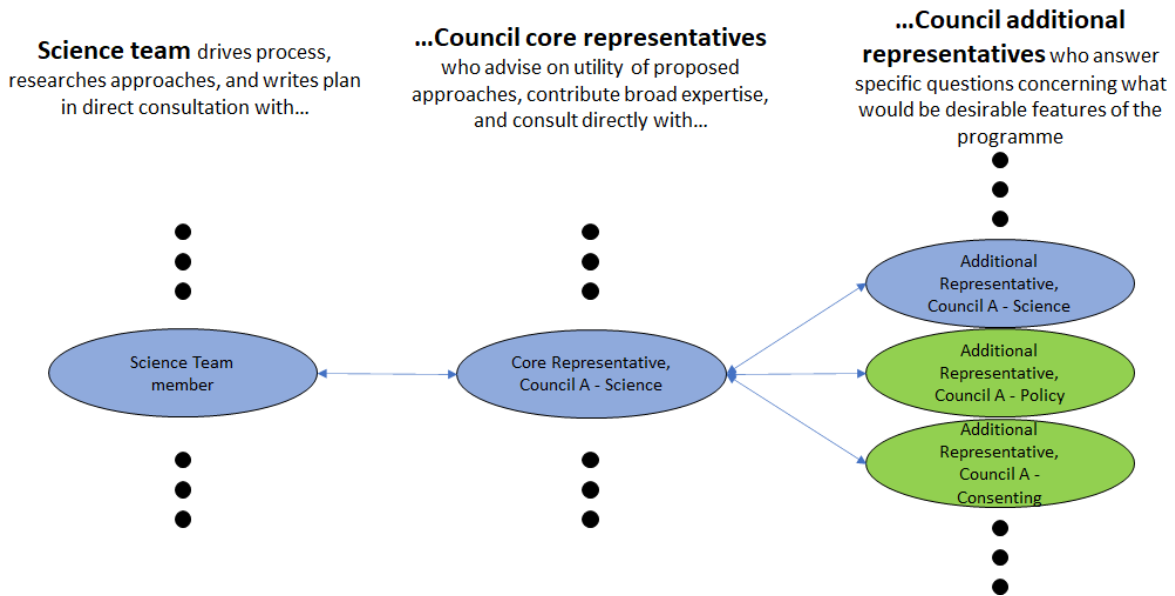 Science team drives process,
researches approaches, and writes plan
in direct consultation with...
...Council core representatives
who advise on utility of proposed
approaches, contribute broad expertise,
and consult directly with...
...Council additional
representatives who answer
specific questions concerning what
would be desirable features of the
programme
Science Team
member
Core Representative,
Council A - Science
Additional
Representative,
Council A - Science
Additional
Representative,
Council A - Policy
Additional
Representative,
Council A -
Consenting